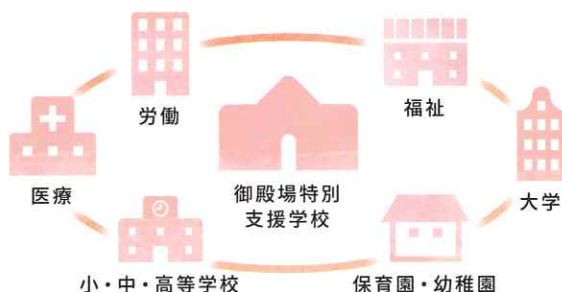 労働
福祉
医療
御殿場特別
支援学校
大学
小・中・高等学校
保育園・幼稚園